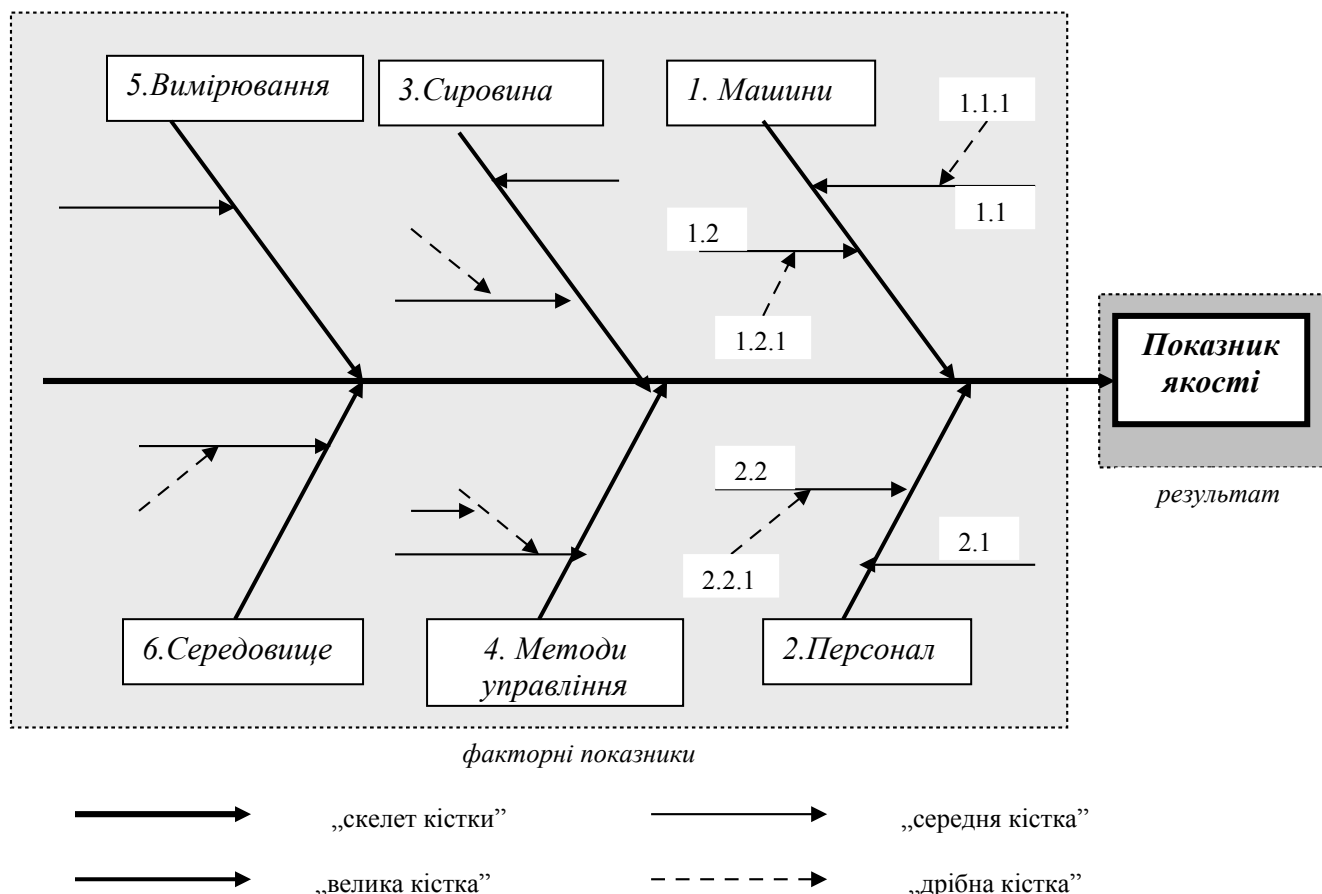 5.Вимірювання
3.Сировина
1. Машини
1.1.1
1.1
1.2
1.2.1
Показник
якості
2.2
результат
2.1
2.2.1
6.Середовище
4. Методи
управління
2.Персонал
факторні показники
„скелет кістки”
„середня кістка”
„велика кістка”
„дрібна кістка”